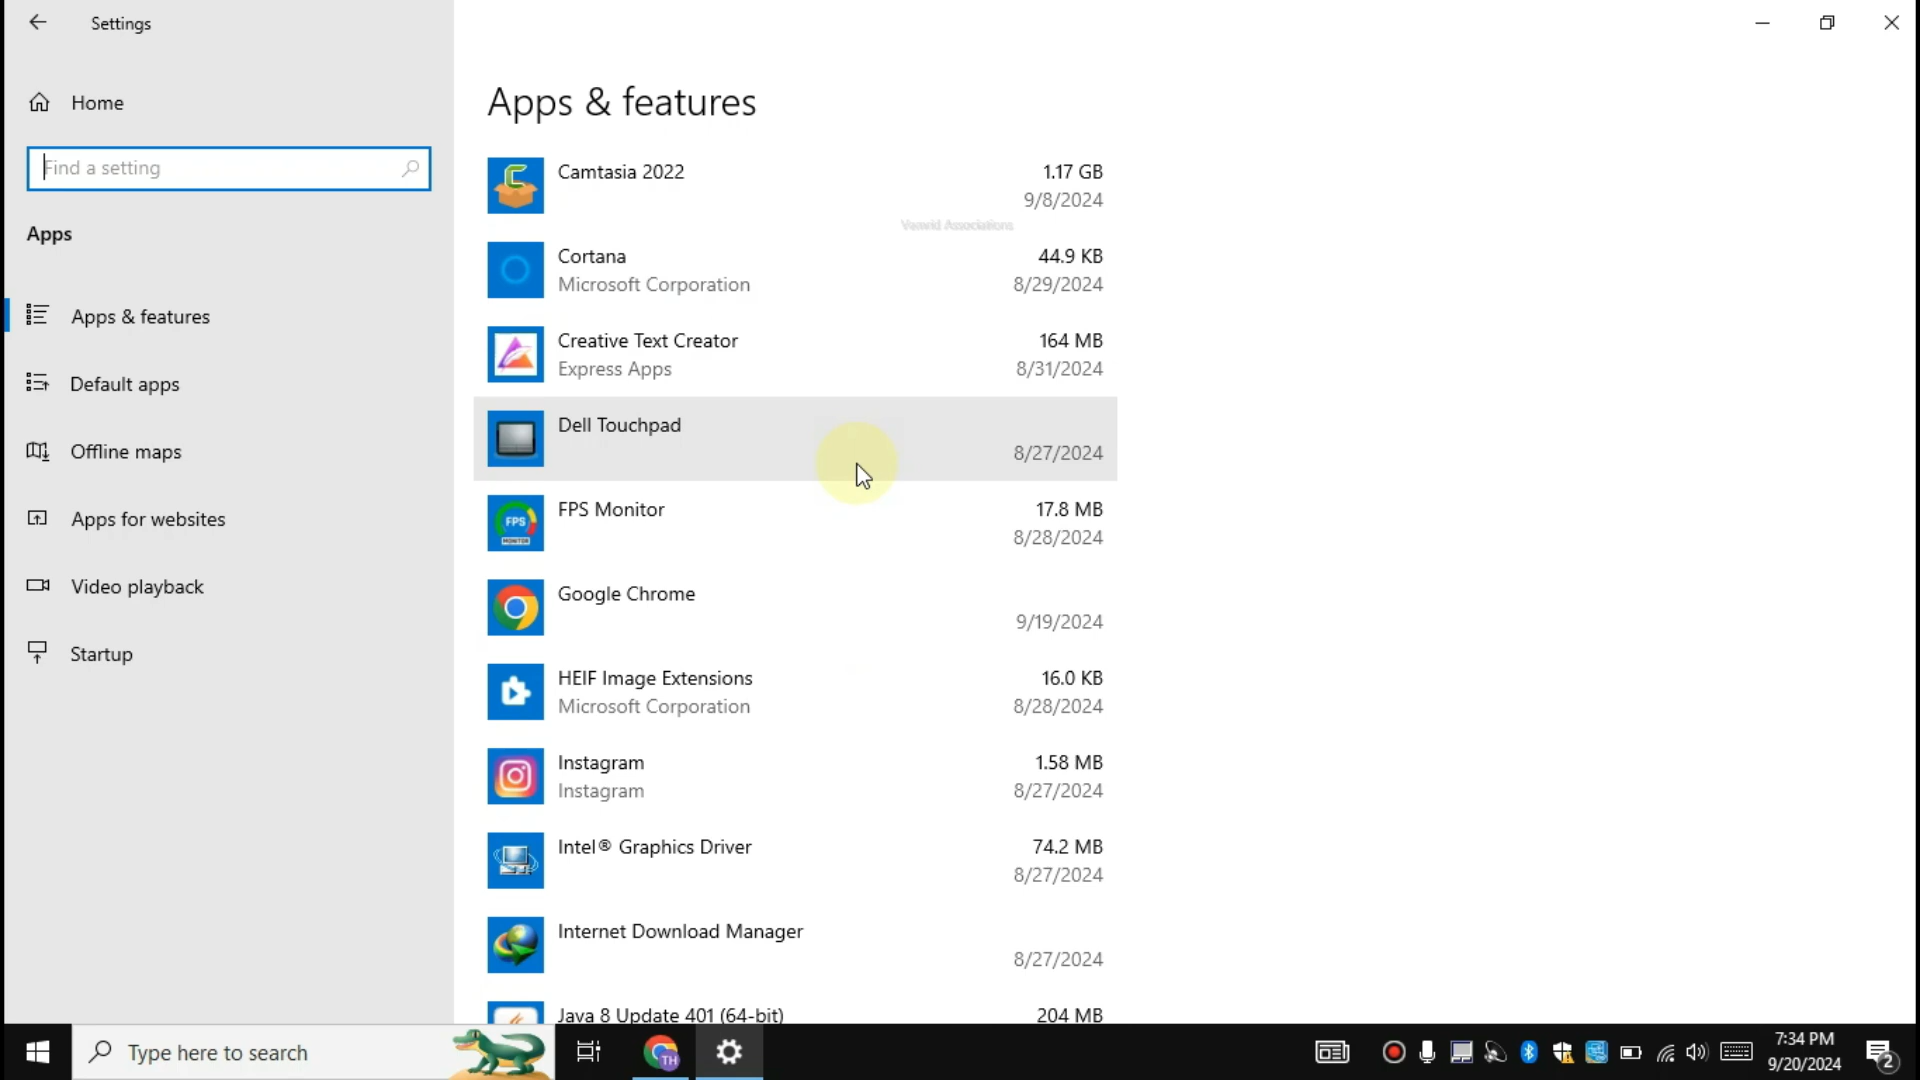 Settings
Home
Find a setting
Apps
Apps & features
Default apps
Offline maps
Apps for websites
Video playback
Startup
Apps & features
Camtasia 2022
1.17 GB
9/8/2024
Cortana
44.9 KB
Microsoft Corporation
8/29/2024
Creative Text Creator
164 MB
Express Apps
8/31/2024
Dell Touchpad
8/27/2024
FPS Monitor
17.8 MB
8/28/2024
FPS
MONITOR
Google Chrome
9/19/2024
HEIF Image Extensions
16.0 KB
Microsoft Corporation
8/28/2024
Instagram
1.58 MB
Instagram
8/27/2024
Intel® Graphics Driver
74.2 MB
8/27/2024
Internet Download Manager
8/27/2024
Java 8 Update 401 (64-bit)
204 MB
Type here to search
TH
7:34 PM
9/20/2024
2